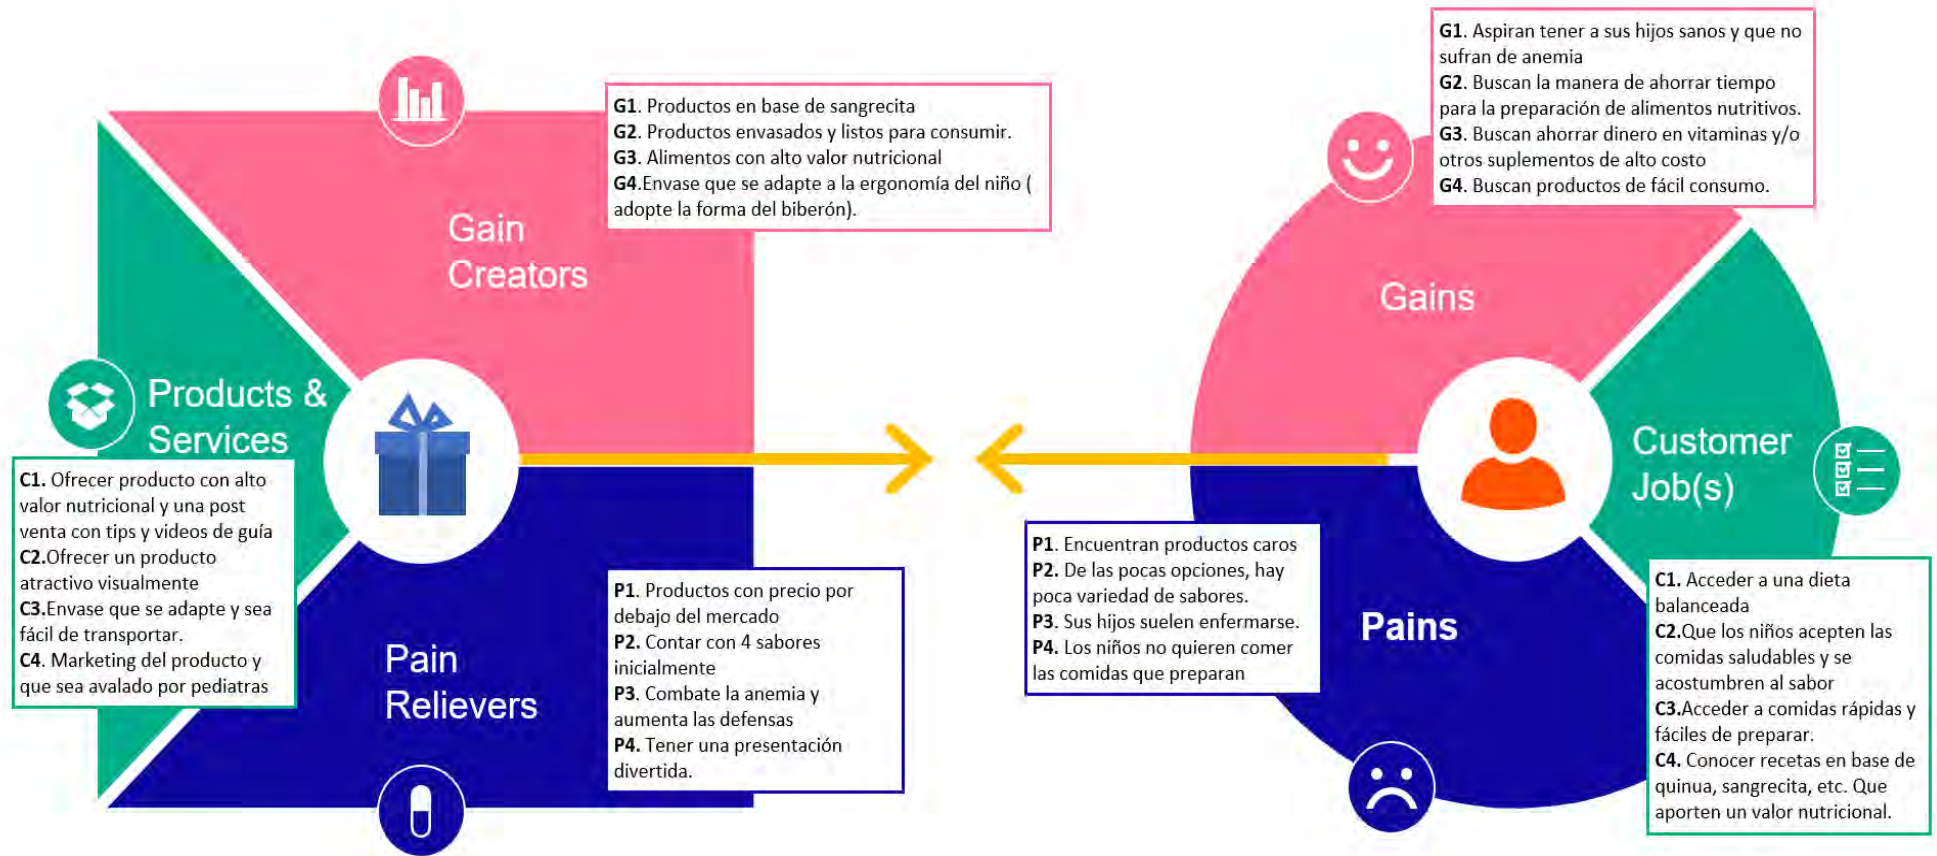 G1. Productos en base de sangrecita
G2. Productos envasados y listos para consumir.
G3. Alimentos con alto valor nutricional
G4.Envase que se adapte a la ergonomía del niño (
adopte la forma del biberón).
Gain
Creators
Products &
Services
C1. Ofrecer producto con alto
valor nutricional y una post
venta con tips y videos de guía
C2.Ofrecer un producto
atractivo visualmente
C3.Envase que se adapte y sea
fácil de transportar.
C4. Marketing del producto y
que sea avalado por pediatras
Pain
Relievers
P1. Productos con precio por
debajo del mercado
P2. Contar con 4 sabores
inicialmente
P3. Combate la anemia y
aumenta las defensas
P4. Tener una presentación
divertida.
G1. Aspiran tener a sus hijos sanos y que no
sufran de anemia
G2. Buscan la manera de ahorrar tiempo
para la preparación de alimentos nutritivos.
G3. Buscan ahorrar dinero en vitaminas y/o
otros suplementos de alto costo
G4. Buscan productos de fácil consumo.
Gains
Customer
Job(s)
P1. Encuentran productos caros
P2. De las pocas opciones, hay
poca variedad de sabores.
P3. Sus hijos suelen enfermarse.
P4. Los niños no quieren comer
las comidas que preparan
Pains
C1. Acceder a una dieta
balanceada
C2.Que los niños acepten las
comidas saludables y se
acostumbren al sabor
C3.Acceder a comidas rápidas y
fáciles de preparar.
C4. Conocer recetas en base de
quinua, sangrecita, etc. Que
aporten un valor nutricional.